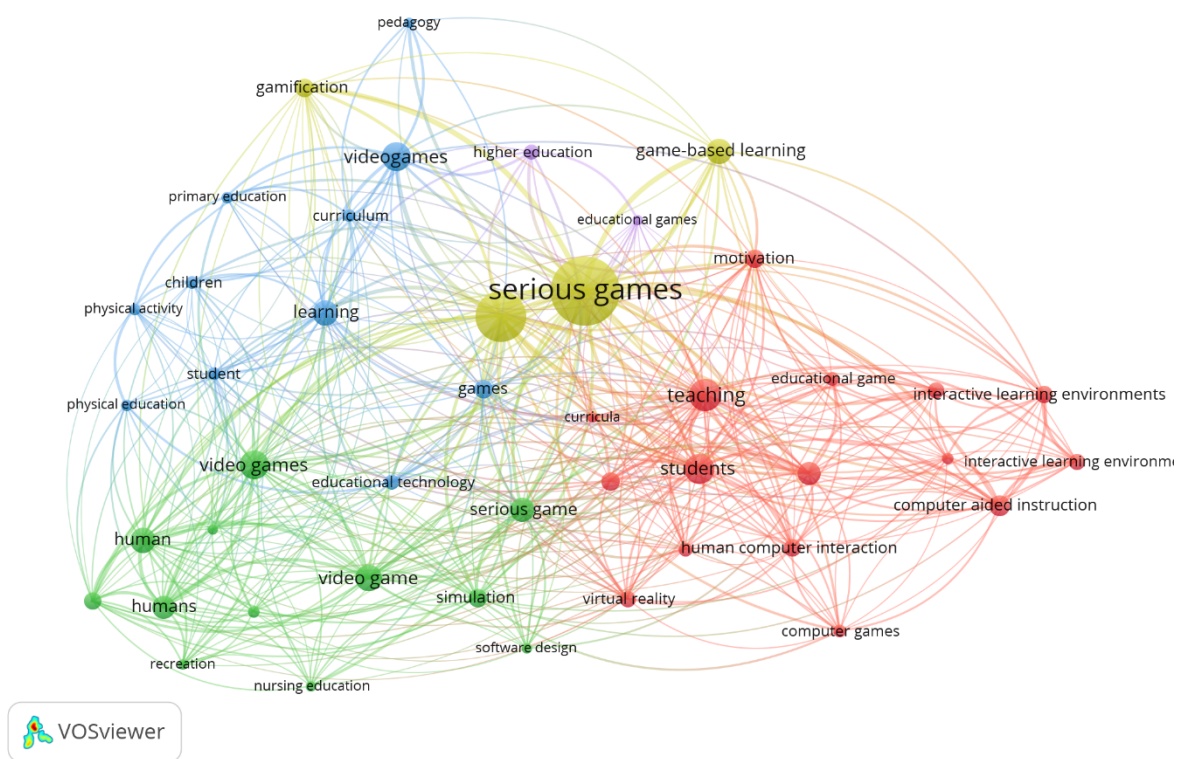 pedagogy
gamification
videogames
higher education
game-based learning
primary education
curriculum
educational games
motivation
children
serious games
physical activity
learning
student
games
teaching
educational game
interactive learning environments
physical education
curricula
video games
educational technology
students
interactive learning environm
serious game
computer aided instruction
human
human computer interaction
video game
humans
simulation
virtual reality
computer games
recreation
software design
nursing education
VOSviewer